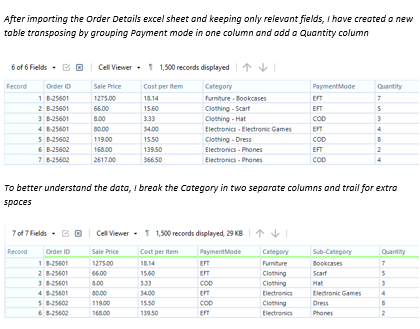 After importing the Order Details excel sheet and keeping only relevant fields, I have created a new
table transposing by grouping Payment mode in one column and add a Quantity column
6 of 6 Fields Cell Viewer 1,500 records displayed
Record Order ID Sale Price Cost per Item Category PaymentMode Quantity
1 B-25601 1275.00 18.14 Furniture - Bookcases EFT 7
2 B-25601 66.00 15.60 Clothing - Scarf EFT 5
3 B-25601 8.00 3.33 Clothing - Hat COD 3
4 B-25601 80.00 34.00 Electronics - Electronic Games EFT 4
5 B-25602 119.00 15.50 Clothing - Dress COD 8
6 B-25602 168.00 139.50 Electronics - Phones EFT 2
7 B-25602 2617.00 366.50 Electronics - Phones COD 4
To better understand the data, I break the Category in two separate columns and trail for extra
spaces
7 of 7 Fields Cell Viewer 1,500 records displayed, 29 KB
Record Order ID Sale Price Cost per Item PaymentMode Category Sub-Category Quantity
1 B-25601 1275.00 18.14 EFT Furniture Bookcases 7
2 B-25601 66.00 15.60 EFT Clothing Scarf 5
3 B-25601 8.00 3.33 COD Clothing Hat 3
4 B-25601 80.00 34.00 EFT Electronics Electronic Games 4
5 B-25602 119.00 15.50 COD Clothing Dress 8
6 B-25602 168.00 139.50 EFT Electronics Phones 2